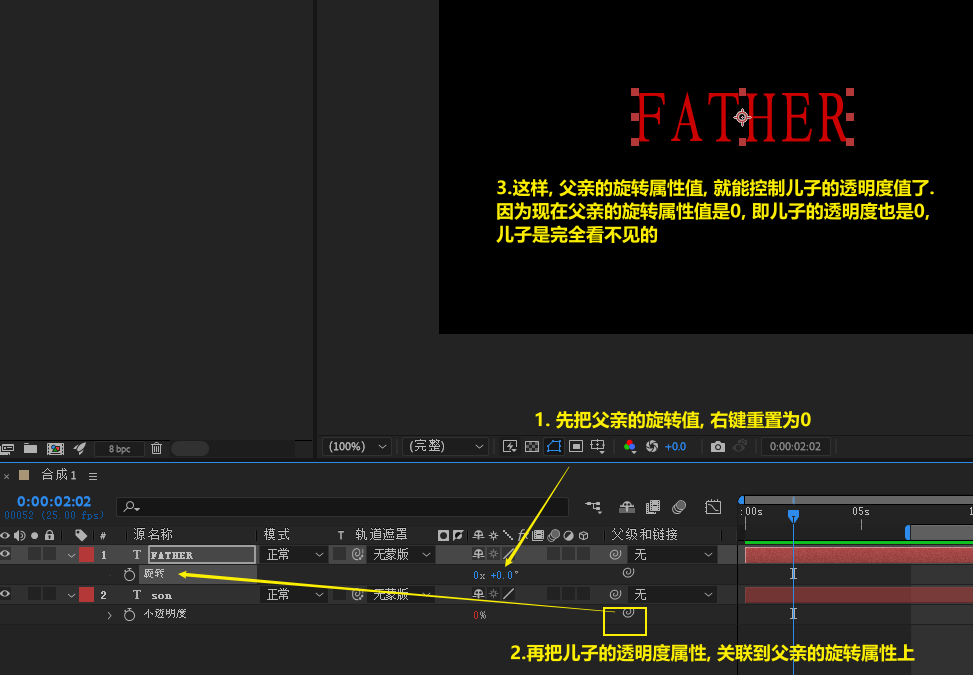 FATHER
3.这样, 父亲的旋转属性值, 就能控制儿子的透明度值了.
因为现在父亲的旋转属性值是0, 即儿子的透明度也是0,
儿子是完全看不见的
1. 先把父亲的旋转值, 右键重置为0
8 bpc
(100%)
(完整)
+0.0
0:00:02:02
合成 1
0:00:02:02
00052 (25.00 fps)
:00s
05s
1
#
源名称
模式
T 轨道遮罩
fx
父级和链接
1
T FATHER
正常
无蒙版
无
旋转
0x +0.0°
2
T son
正常
无蒙版
无
不透明度
0%
2.再把儿子的透明度属性, 关联到父亲的旋转属性上